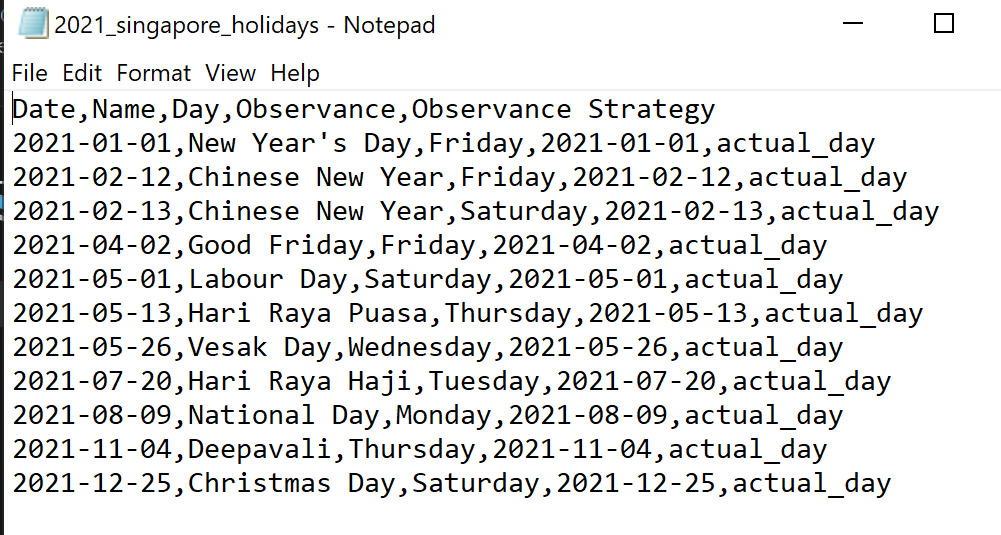 2021_singapore_holidays - Notepad
File Edit Format View Help
Date,Name,Day,Observance,Observance Strategy
2021-01-01,New Year's Day,Friday,2021-01-01,actual_day
2021-02-12,Chinese New Year,Friday,2021-02-12,actual_day
2021-02-13,Chinese New Year,Saturday,2021-02-13,actual_day
2021-04-02,Good Friday,Friday,2021-04-02,actual_day
2021-05-01,Labour Day,Saturday,2021-05-01,actual_day
2021-05-13,Hari Raya Puasa,Thursday,2021-05-13,actual_day
2021-05-26,Vesak Day,Wednesday,2021-05-26,actual_day
2021-07-20,Hari Raya Haji,Tuesday,2021-07-20,actual_day
2021-08-09,National Day,Monday,2021-08-09,actual_day
2021-11-04,Deepavali,Thursday,2021-11-04,actual_day
2021-12-25,Christmas Day,Saturday,2021-12-25,actual_day